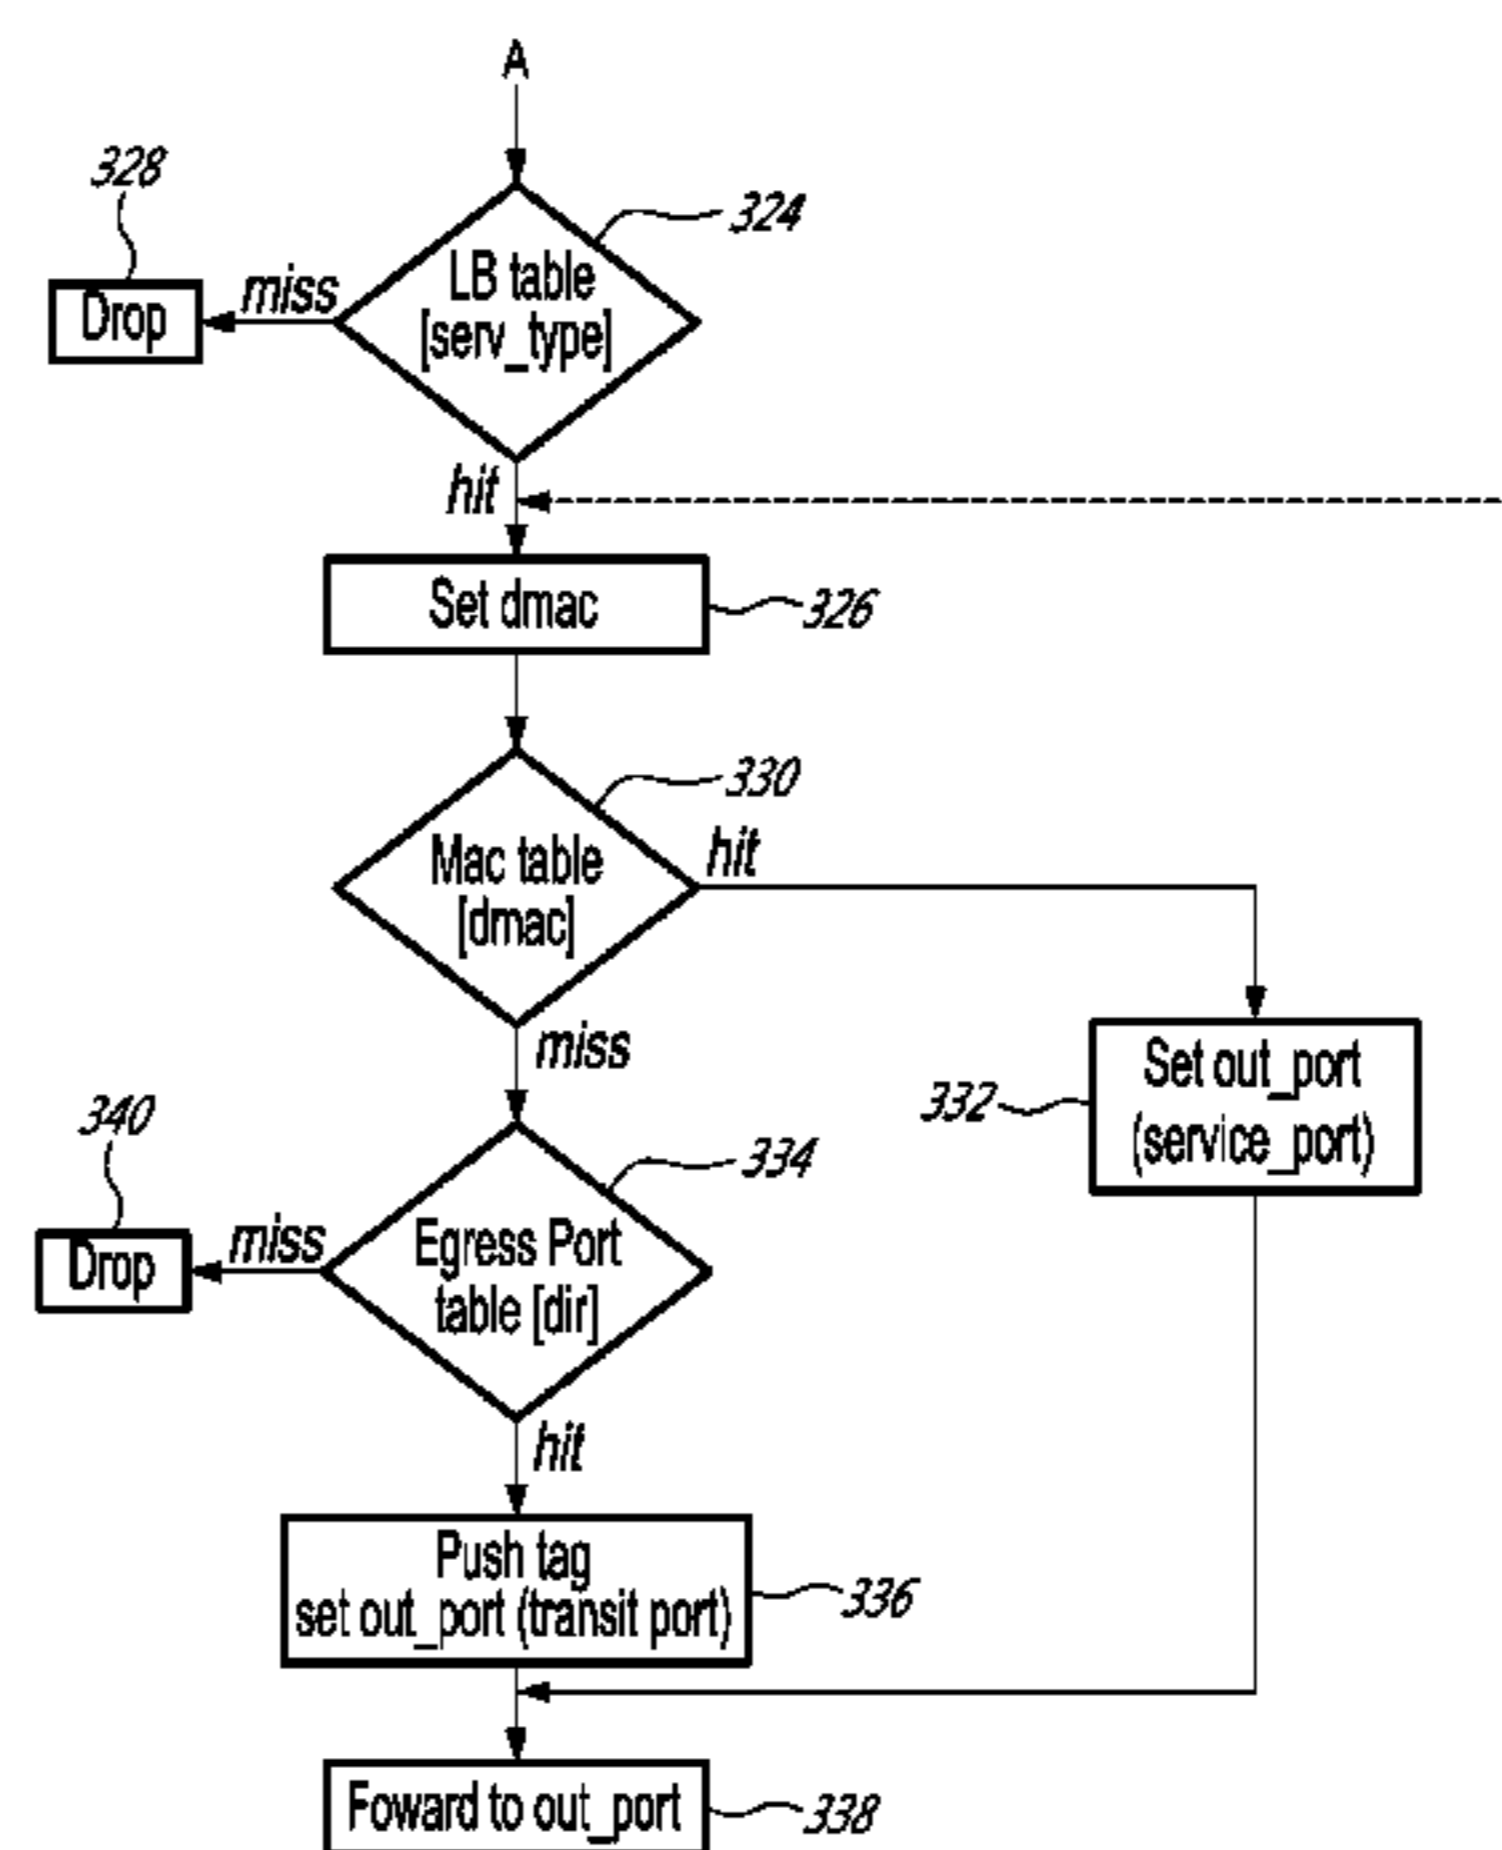 A
328
324
LB table
[serv_type]
miss
Drop
hit
Set dmac
326
330
Mac table
[dmac]
hit
miss
Set out_port
(service_port)
332
340
334
Egress Port
table [dir]
miss
Drop
hit
Push tag
set out_port (transit port)
336
Foward to out_port
338